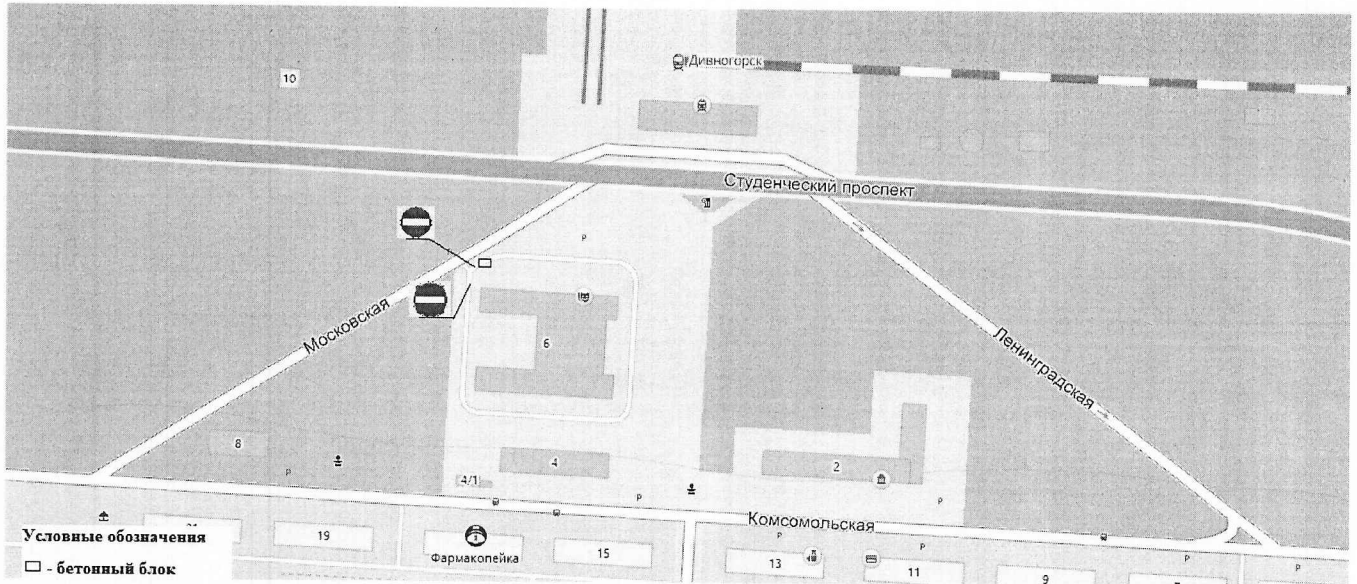 10
Дивногорск
Студенческий проспект
P
Московская
6
Ленинградская
8
P
4
2
4/1
P
P
Комсомольская
19
Фармакопейка
15
P
13
P
11
9
P
P
Условные обозначения
- бетонный блок